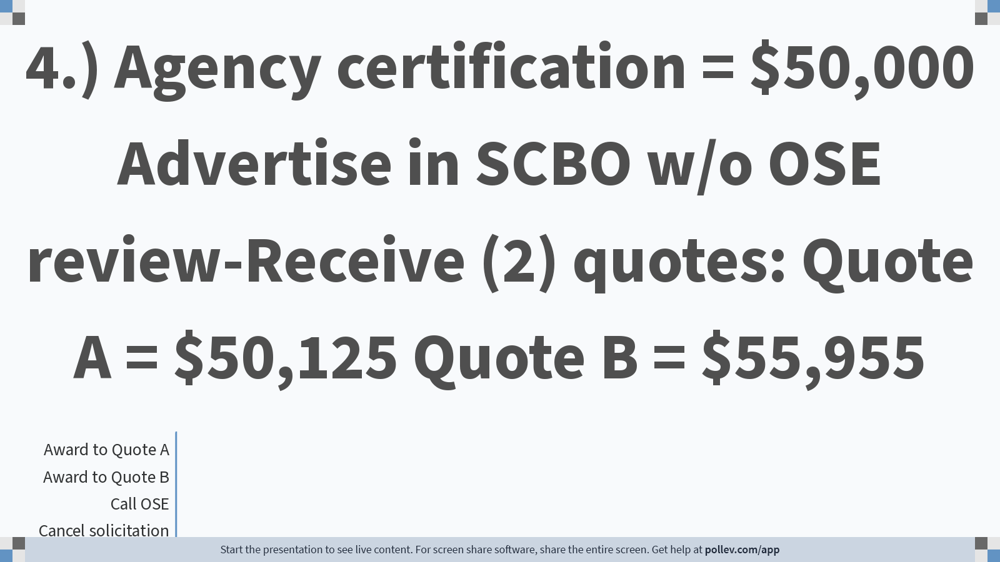 4.) Agency certification = $50,000
Advertise in SCBO w/o OSE
review-Receive (2) quotes: Quote
A = $50,125 Quote B = $55,955
Award to Quote A
Award to Quote B
Call OSE
Cancel solicitation
Start the presentation to see live content. For screen share software, share the entire screen. Get help at pollev.com/app